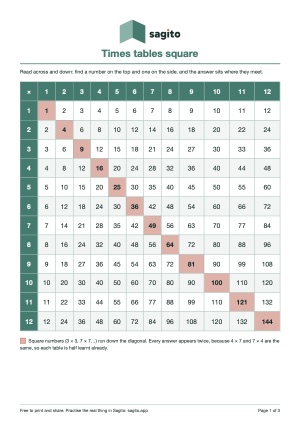 sagito
Times tables square
Read across and down: find a number on the top and one on the side, and the answer sits where they meet.
× 1 2 3 4 5 6 7 8 9 10 11 12
1 1 2 3 4 5 6 7 8 9 10 11 12
2 2 4 6 8 10 12 14 16 18 20 22 24
3 3 6 9 12 15 18 21 24 27 30 33 36
4 4 8 12 16 20 24 28 32 36 40 44 48
5 5 10 15 20 25 30 35 40 45 50 55 60
6 6 12 18 24 30 36 42 48 54 60 66 72
7 7 14 21 28 35 42 49 56 63 70 77 84
8 8 16 24 32 40 48 56 64 72 80 88 96
9 9 18 27 36 45 54 63 72 81 90 99 108
10 10 20 30 40 50 60 70 80 90 100 110 120
11 11 22 33 44 55 66 77 88 99 110 121 132
12 12 24 36 48 60 72 84 96 108 120 132 144
Square numbers (3 × 3, 7 × 7...) run down the diagonal. Every answer appears twice, because 4 × 7 and 7 × 4 are the
same, so each table is half learnt already.
Free to print and share. Practise the real thing in Sagito: sagito.app
Page 1 of 3